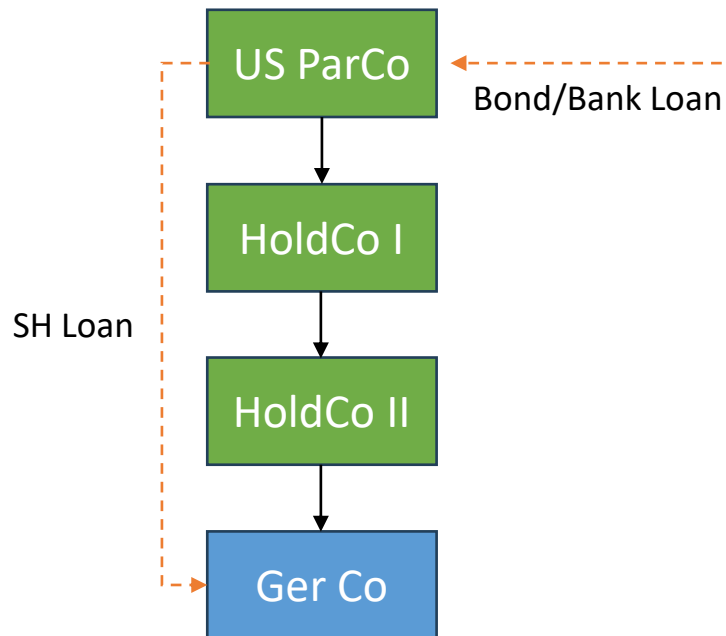 US ParCo
Bond/Bank Loan
HoldCo I
SH Loan
HoldCo II
Ger Co